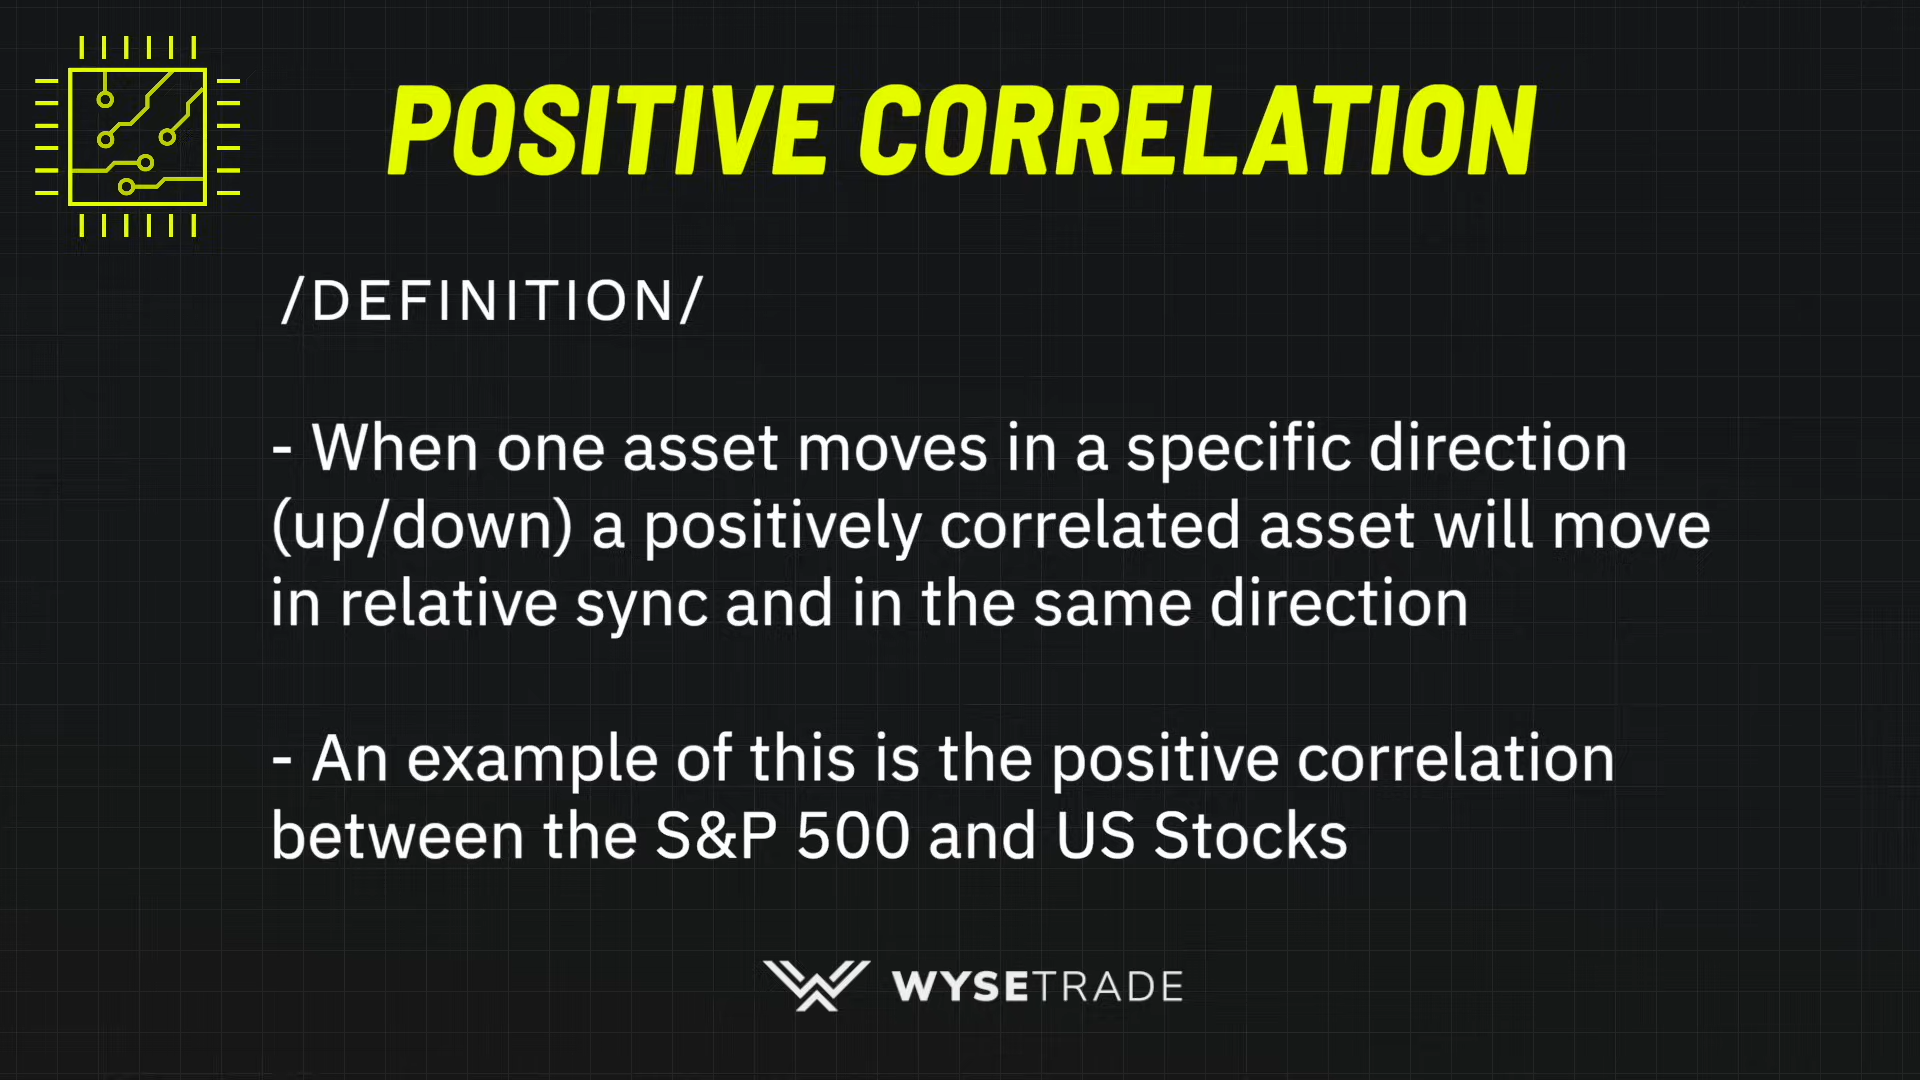 POSITIVE CORRELATION
/DEFINITION/
- When one asset moves in a specific direction
(up/down) a positively correlated asset will move
in relative sync and in the same direction
- An example of this is the positive correlation
between the S&P 500 and US Stocks
WYSETRADE